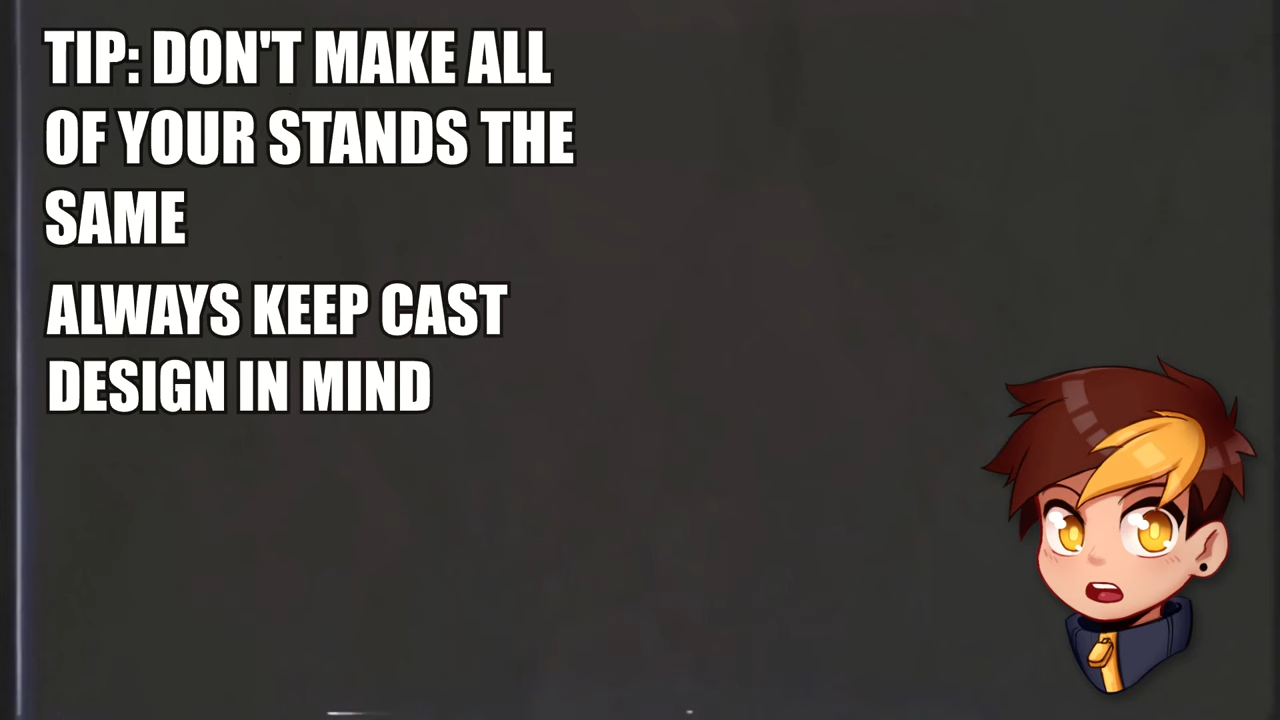 TIP: DON'T MAKE ALL
OF YOUR STANDS THE
SAME
ALWAYS KEEP CAST
DESIGN IN MIND